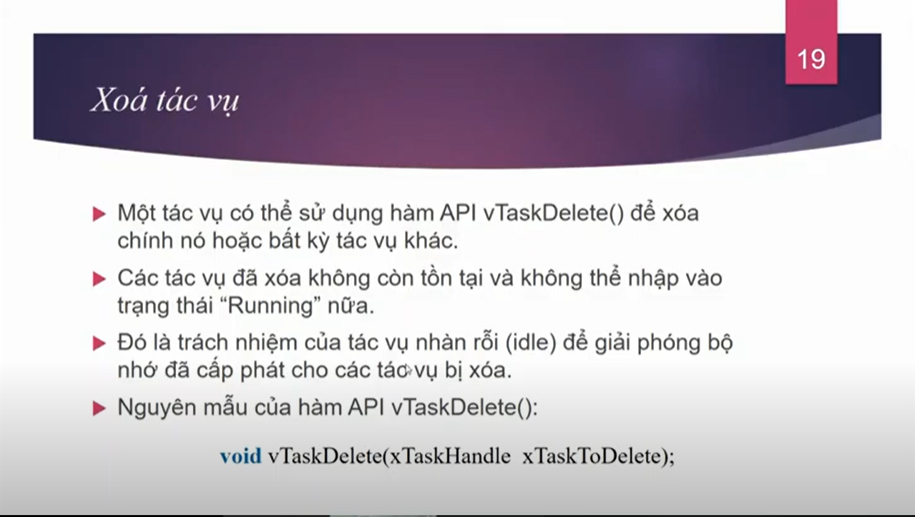 19
Xoá tác vụ
Một tác vụ có thể sử dụng hàm API vTaskDelete() để xóa
chính nó hoặc bất kỳ tác vụ khác.
Các tác vụ đã xóa không còn tồn tại và không thể nhập vào
trạng thái “Running” nữa.
Đó là trách nhiệm của tác vụ nhàn rỗi (idle) để giải phóng bộ
nhớ đã cấp phát cho các tác vụ bị xóa.
Nguyên mẫu của hàm API vTaskDelete():
void vTaskDelete(xTaskHandle xTaskToDelete);